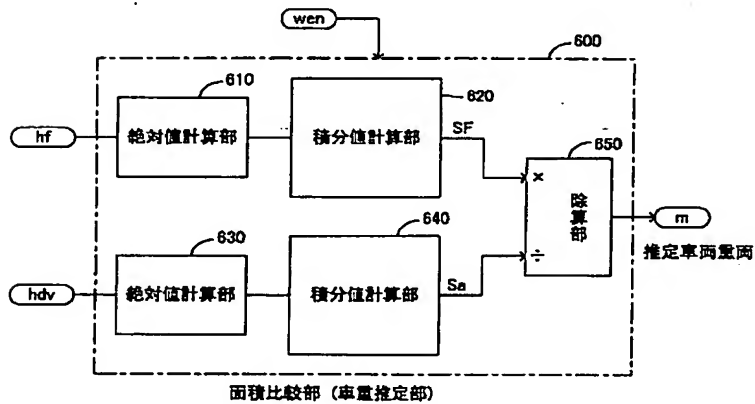 wen
600
610
620
hf
絶対値計算部
積分値計算部
SF
650
×
除算部
m
推定車両重両
÷
630
640
hdv
絶対値計算部
積分値計算部
Sa
面積比較部 (車重推定部)